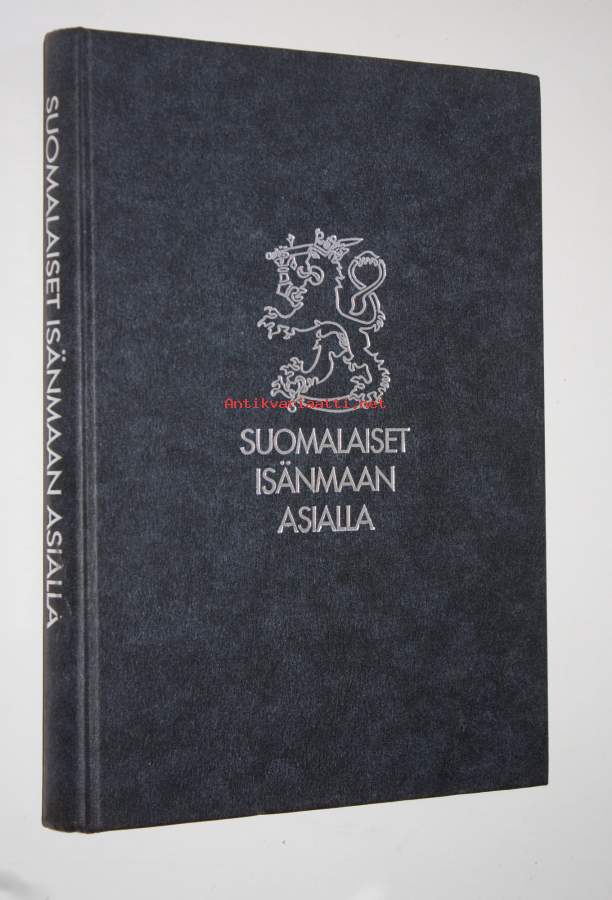 SUOMALAISET ISÄNMAAN ASIALLA
Antikvariaatti.net
SUOMALAISET
ISÄNMAAN
ASIALLA